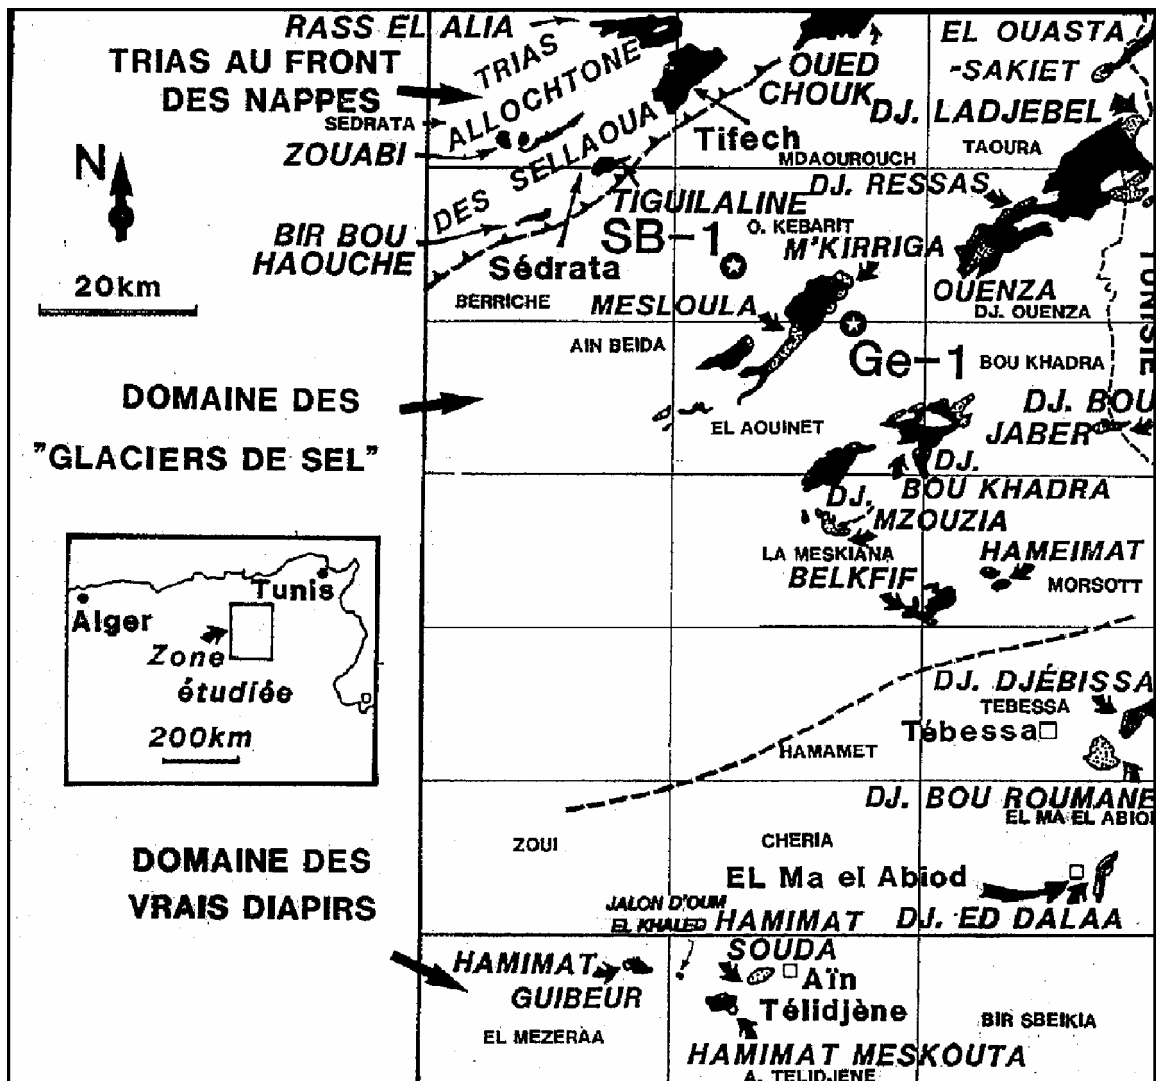 RASS EL ALIA
TRIAS
ALLOCHTONE
DES SELLAOUA
TRIAS AU FRONT
DES NAPPES
SEDRATA
ZOUABI
N
BIR BOU
HAOUCHE
20km
OUED
CHOUK
EL OUASTA
-SAKIET
DJ. LADJEBEL
Tifech
MDAOUROUCH
TAOURA
TIGUILALINE
DJ. RESSAS
SB-1
O. KEBARIT
M'KIRRIGA
Sédrata
BERRICHE
OUENZA
DJ. OUENZA
TUNISIE
MESLOULA
AIN BEIDA
Ge-1
BOU KHADRA
DOMAINE DES
"GLACIERS DE SEL"
EL AOUINET
DJ. BOU
JABER
DJ.
BOU KHADRA
DJ.
MZOUZIA
LA MESKIANA
BELKFIF
HAMEIMAT
MORSOTT
Tunis
Alger
Zone
étudiée
200km
DJ. DJÉBISSA
TEBESSA
Tébessa
HAMAMET
DJ. BOU ROUMANE
EL MA EL ABIOD
ZOUI
CHERIA
DOMAINE DES
VRAIS DIAPIRS
EL Ma el Abiod
JALON D'OUM
EL KHALED
HAMIMAT
SOUDA
DJ. ED DALAA
HAMIMAT
GUIBEUR
Aïn
Télidjène
EL MEZERAA
BIR SBEIKIA
HAMIMAT MESKOUTA
A. TELIDJENE